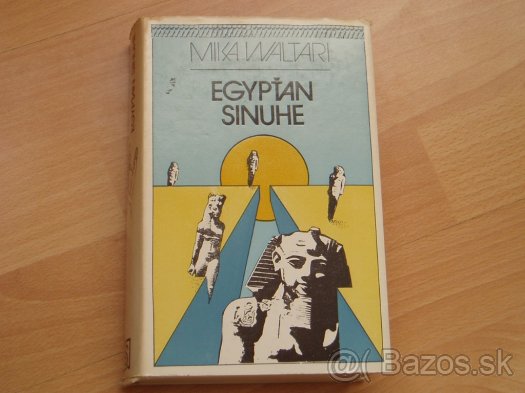 MIKA WALTARI
EGYPŤAN
SINUHE
Bazos.sk